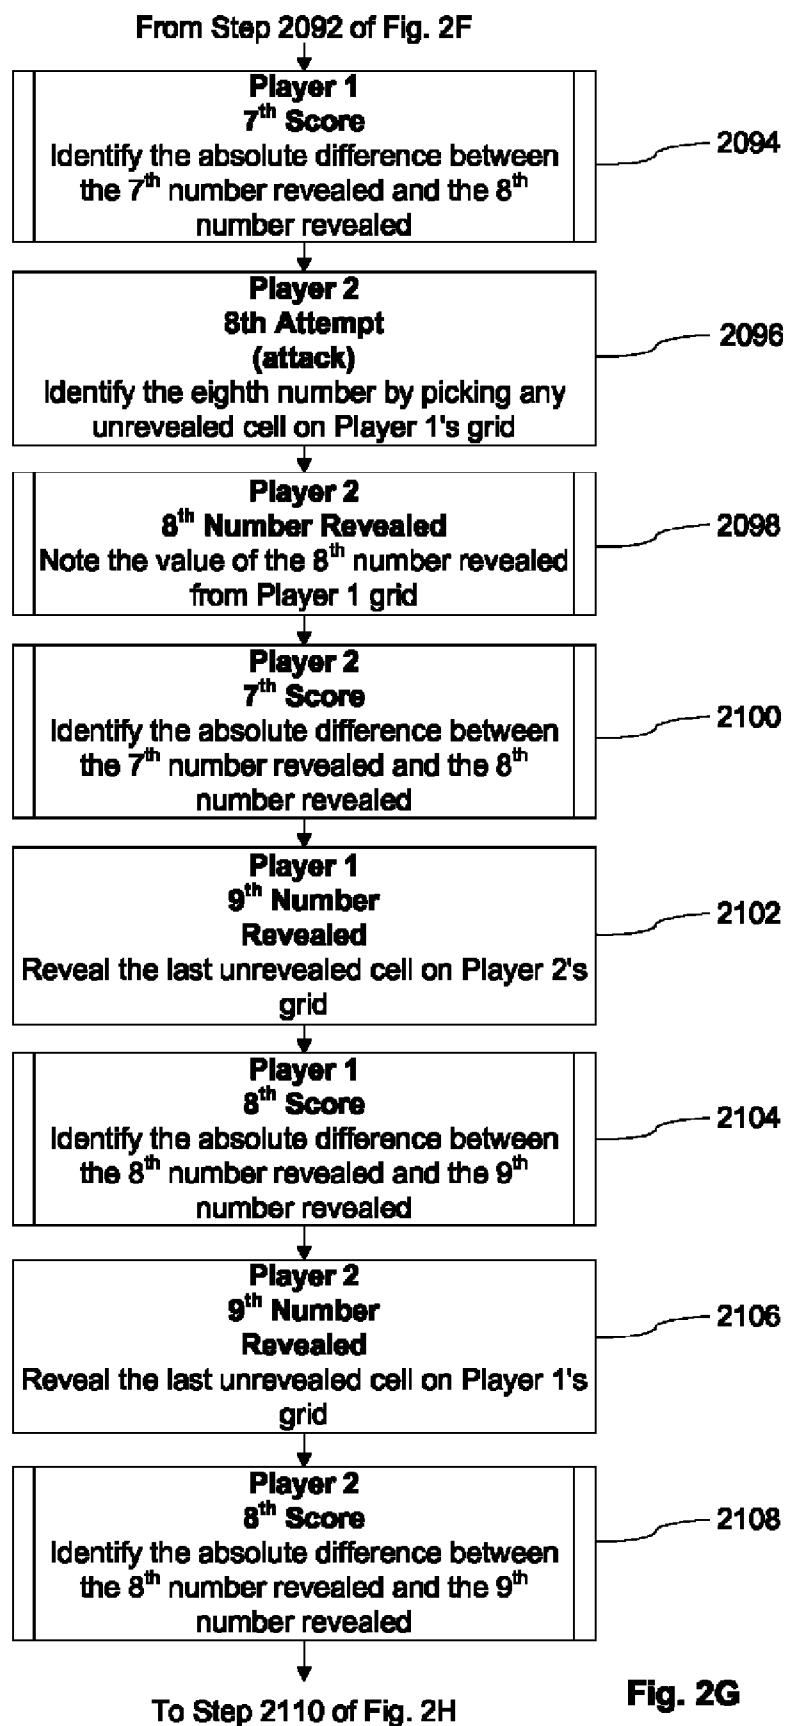 From Step 2092 of Fig. 2F
Player 1
7th Score
Identify the absolute difference between
the 7th number revealed and the 8th
number revealed
2094
Player 2
8th Attempt
(attack)
Identify the eighth number by picking any
unrevealed cell on Player 1's grid
2096
Player 2
8th Number Revealed
Note the value of the 8th number revealed
from Player 1 grid
2098
Player 2
7th Score
Identify the absolute difference between
the 7th number revealed and the 8th
number revealed
2100
Player 1
9th Number
Revealed
Reveal the last unrevealed cell on Player 2's
grid
2102
Player 1
8th Score
Identify the absolute difference between
the 8th number revealed and the 9th
number revealed
2104
Player 2
9th Number
Revealed
Reveal the last unrevealed cell on Player 1's
grid
2106
Player 2
8th Score
Identify the absolute difference between
the 8th number revealed and the 9th
number revealed
2108
To Step 2110 of Fig. 2H
Fig. 2G